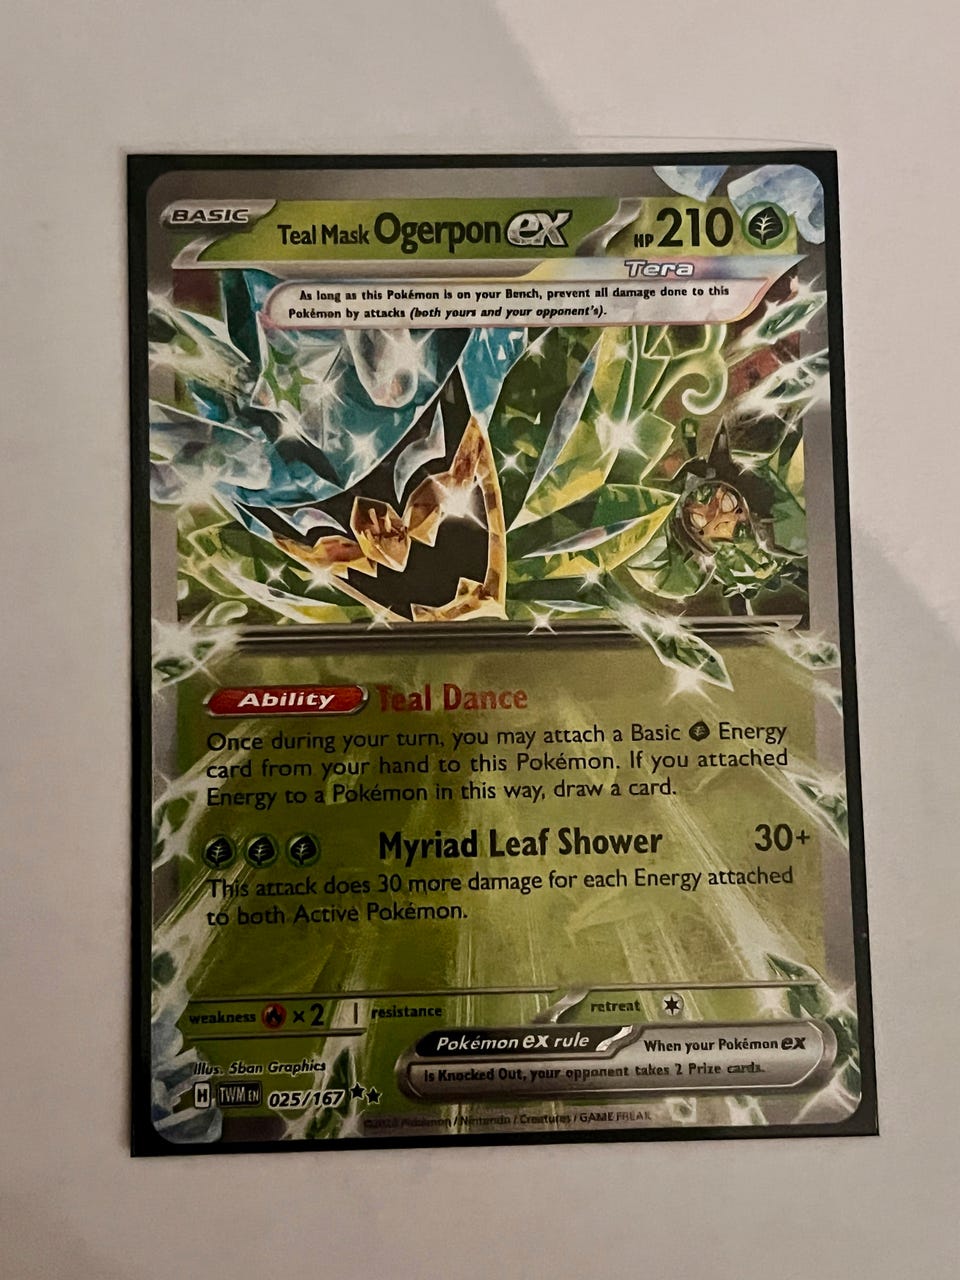 BASIC
Teal Mask Ogerpon ex HP 210
Tera
As long as this Pokémon is on your Bench, prevent all damage done to this
Pokémon by attacks (both yours and your opponent's).
Ability Teal Dance
Once during your turn, you may attach a Basic Energy
card from your hand to this Pokémon. If you attached
Energy to a Pokémon in this way, draw a card.
Myriad Leaf Shower 30+
This attack does 30 more damage for each Energy attached
to both Active Pokémon.
weakness ×2 resistance retreat
Pokémon ex rule When your Pokémon ex
is Knocked Out, your opponent takes 2 Prize cards.
Illus. 5ban Graphics
H TWM EN 025/167
Pokémon / Nintendo / Creatures / GAME FREAK